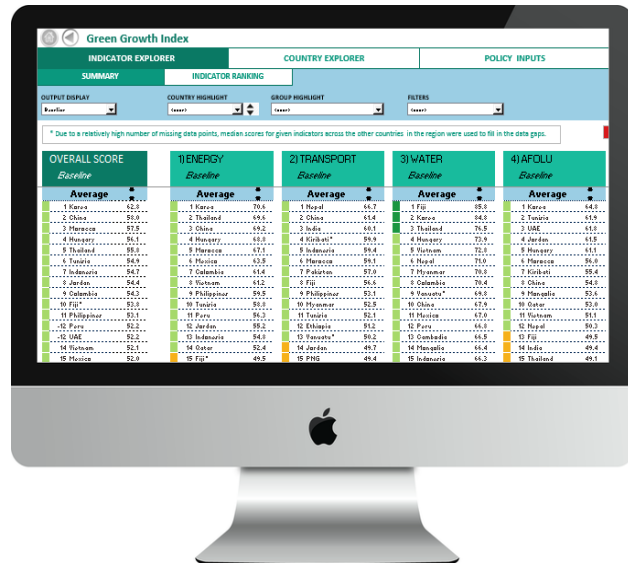 Green Growth Index
INDICATOR EXPLORER COUNTRY EXPLORER POLICY INPUTS
SUMMARY INDICATOR RANKING
OUTPUT DISPLAY COUNTRY HIGHLIGHT GROUP HIGHLIGHT FILTERS
Baseline (none) (none) (none)
* Due to a relatively high number of missing data points, median scores for given indicators across the other countries in the region were used to fill in the data gaps.
OVERALL SCORE 1) ENERGY 2) TRANSPORT 3) WATER 4) AFOLU
Baseline Baseline Baseline Baseline Baseline
Average Average Average Average Average
1 Korea 62.8 1 Korea 70.6 1 Nepal 66.7 1 Fiji 85.8 1 Korea 64.8
2 China 58.0 2 Thailand 69.6 2 China 61.4 2 Korea 84.8 2 Tunisia 61.9
3 Morocco 57.5 3 China 69.2 3 India 60.1 3 Thailand 76.5 3 UAE 61.8
4 Hungary 56.1 4 Hungary 68.8 4 Kiribati* 59.9 4 Hungary 73.9 4 Jordan 61.5
5 Thailand 55.8 5 Morocco 67.1 5 Indonesia 59.4 5 Vietnam 72.8 5 Hungary 61.1
6 Tunisia 54.9 6 Mexico 63.5 6 Morocco 59.1 6 Nepal 71.0 6 Morocco 56.0
7 Indonesia 54.7 7 Colombia 61.4 7 Pakistan 57.0 7 Myanmar 70.8 7 Kiribati 55.4
8 Jordan 54.4 8 Vietnam 61.2 8 Fiji 56.6 8 Colombia 70.4 8 China 54.8
9 Colombia 54.3 9 Philippines 59.5 9 Philippines 53.1 9 Vanuatu* 69.8 9 Mongolia 53.6
10 Fiji* 53.8 10 Tunisia 58.8 10 Myanmar 52.5 10 China 67.9 10 Qatar 53.0
11 Philippines 53.1 11 Peru 56.3 11 Tunisia 52.1 11 Mexico 67.0 11 Vietnam 51.1
-12 Peru 52.2 12 Jordan 55.2 12 Ethiopia 51.2 12 Peru 66.8 12 Nepal 50.3
-12 UAE 52.2 13 Indonesia 54.8 13 Vanuatu* 50.2 13 Cambodia 66.5 13 Fiji 49.5
14 Vietnam 52.1 14 Qatar 52.4 14 Jordan 49.7 14 Mongolia 66.4 14 India 49.4
15 Mexico 52.0 15 Fiji* 49.5 15 PNG 49.4 15 Indonesia 66.3 15 Thailand 49.1